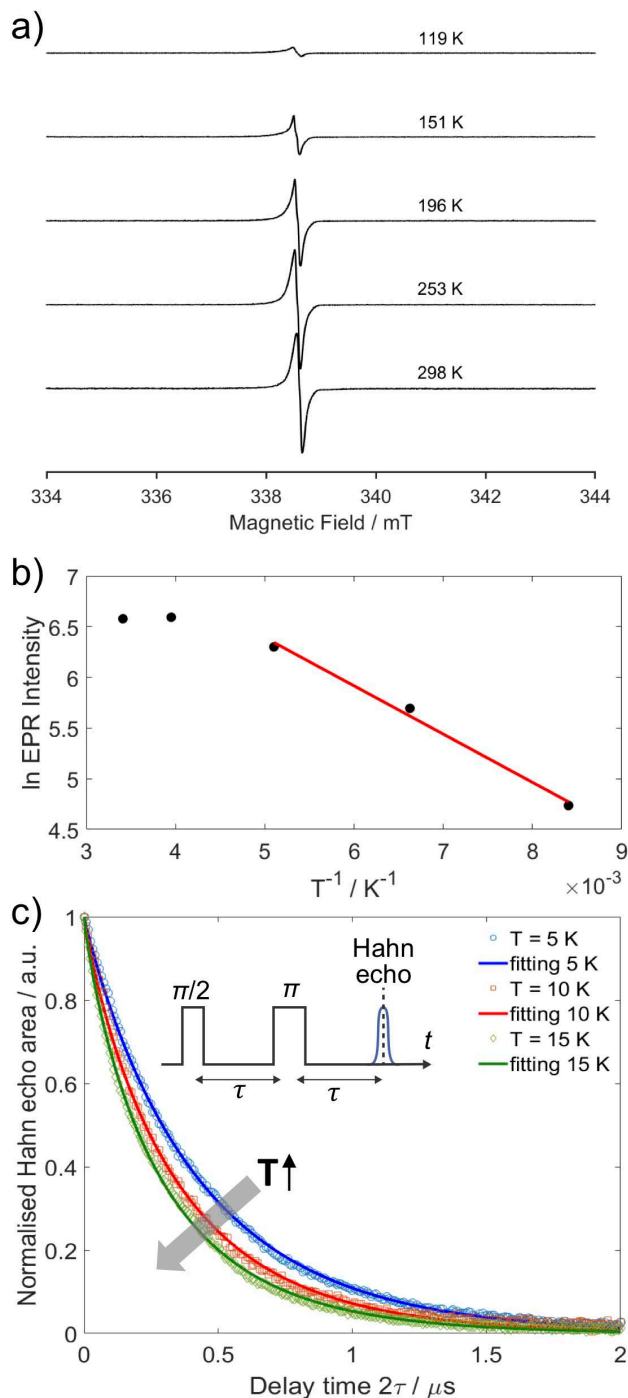 a)
119 K
151 K
196 K
253 K
298 K
334 336 338 340 342 344
Magnetic Field / mT
b)
7
6.5
6
5.5
5
4.5
ln EPR Intensity
3 4 5 6 7 8 9
T⁻¹ / K⁻¹
×10⁻³
c)
1
0.8
0.6
0.4
0.2
0
Normalised Hahn echo area / a.u.
T = 5 K
fitting 5 K
T = 10 K
fitting 10 K
T = 15 K
fitting 15 K
Hahn
echo
π/2
π
t
τ
τ
T
0 0.5 1 1.5 2
Delay time 2τ / μs